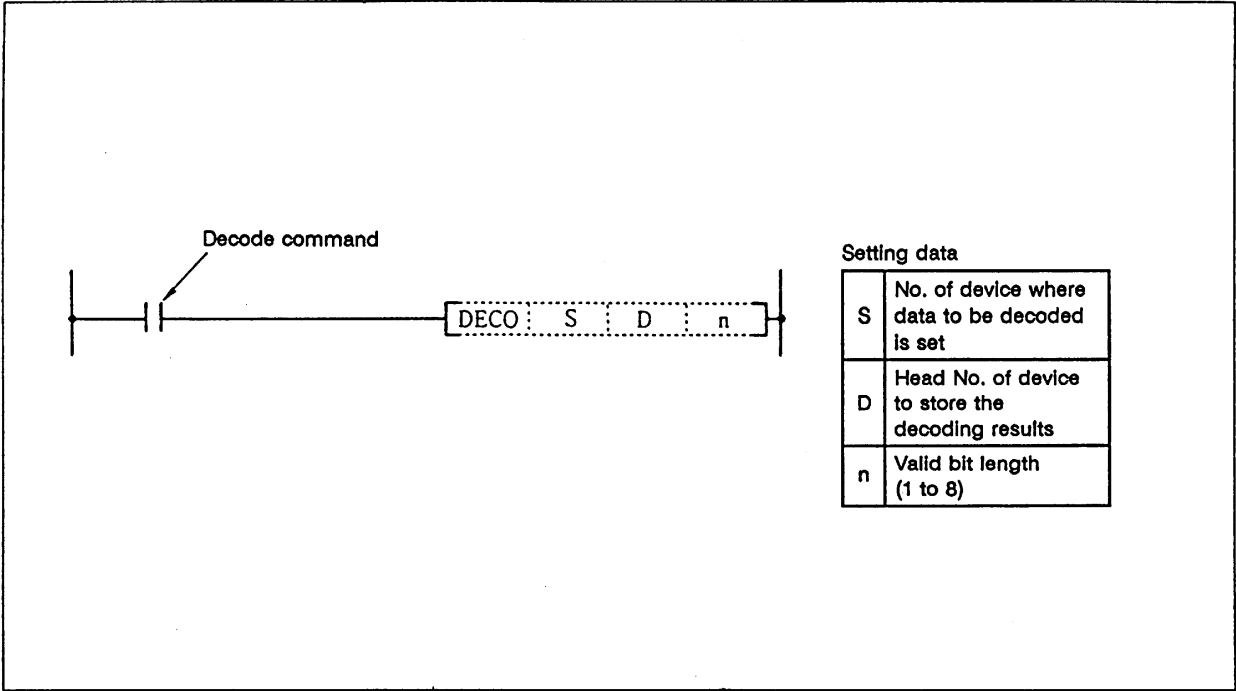 Decode command
DECO S D n
Setting data
S No. of device where
data to be decoded
is set
D Head No. of device
to store the
decoding results
n Valid bit length
(1 to 8)